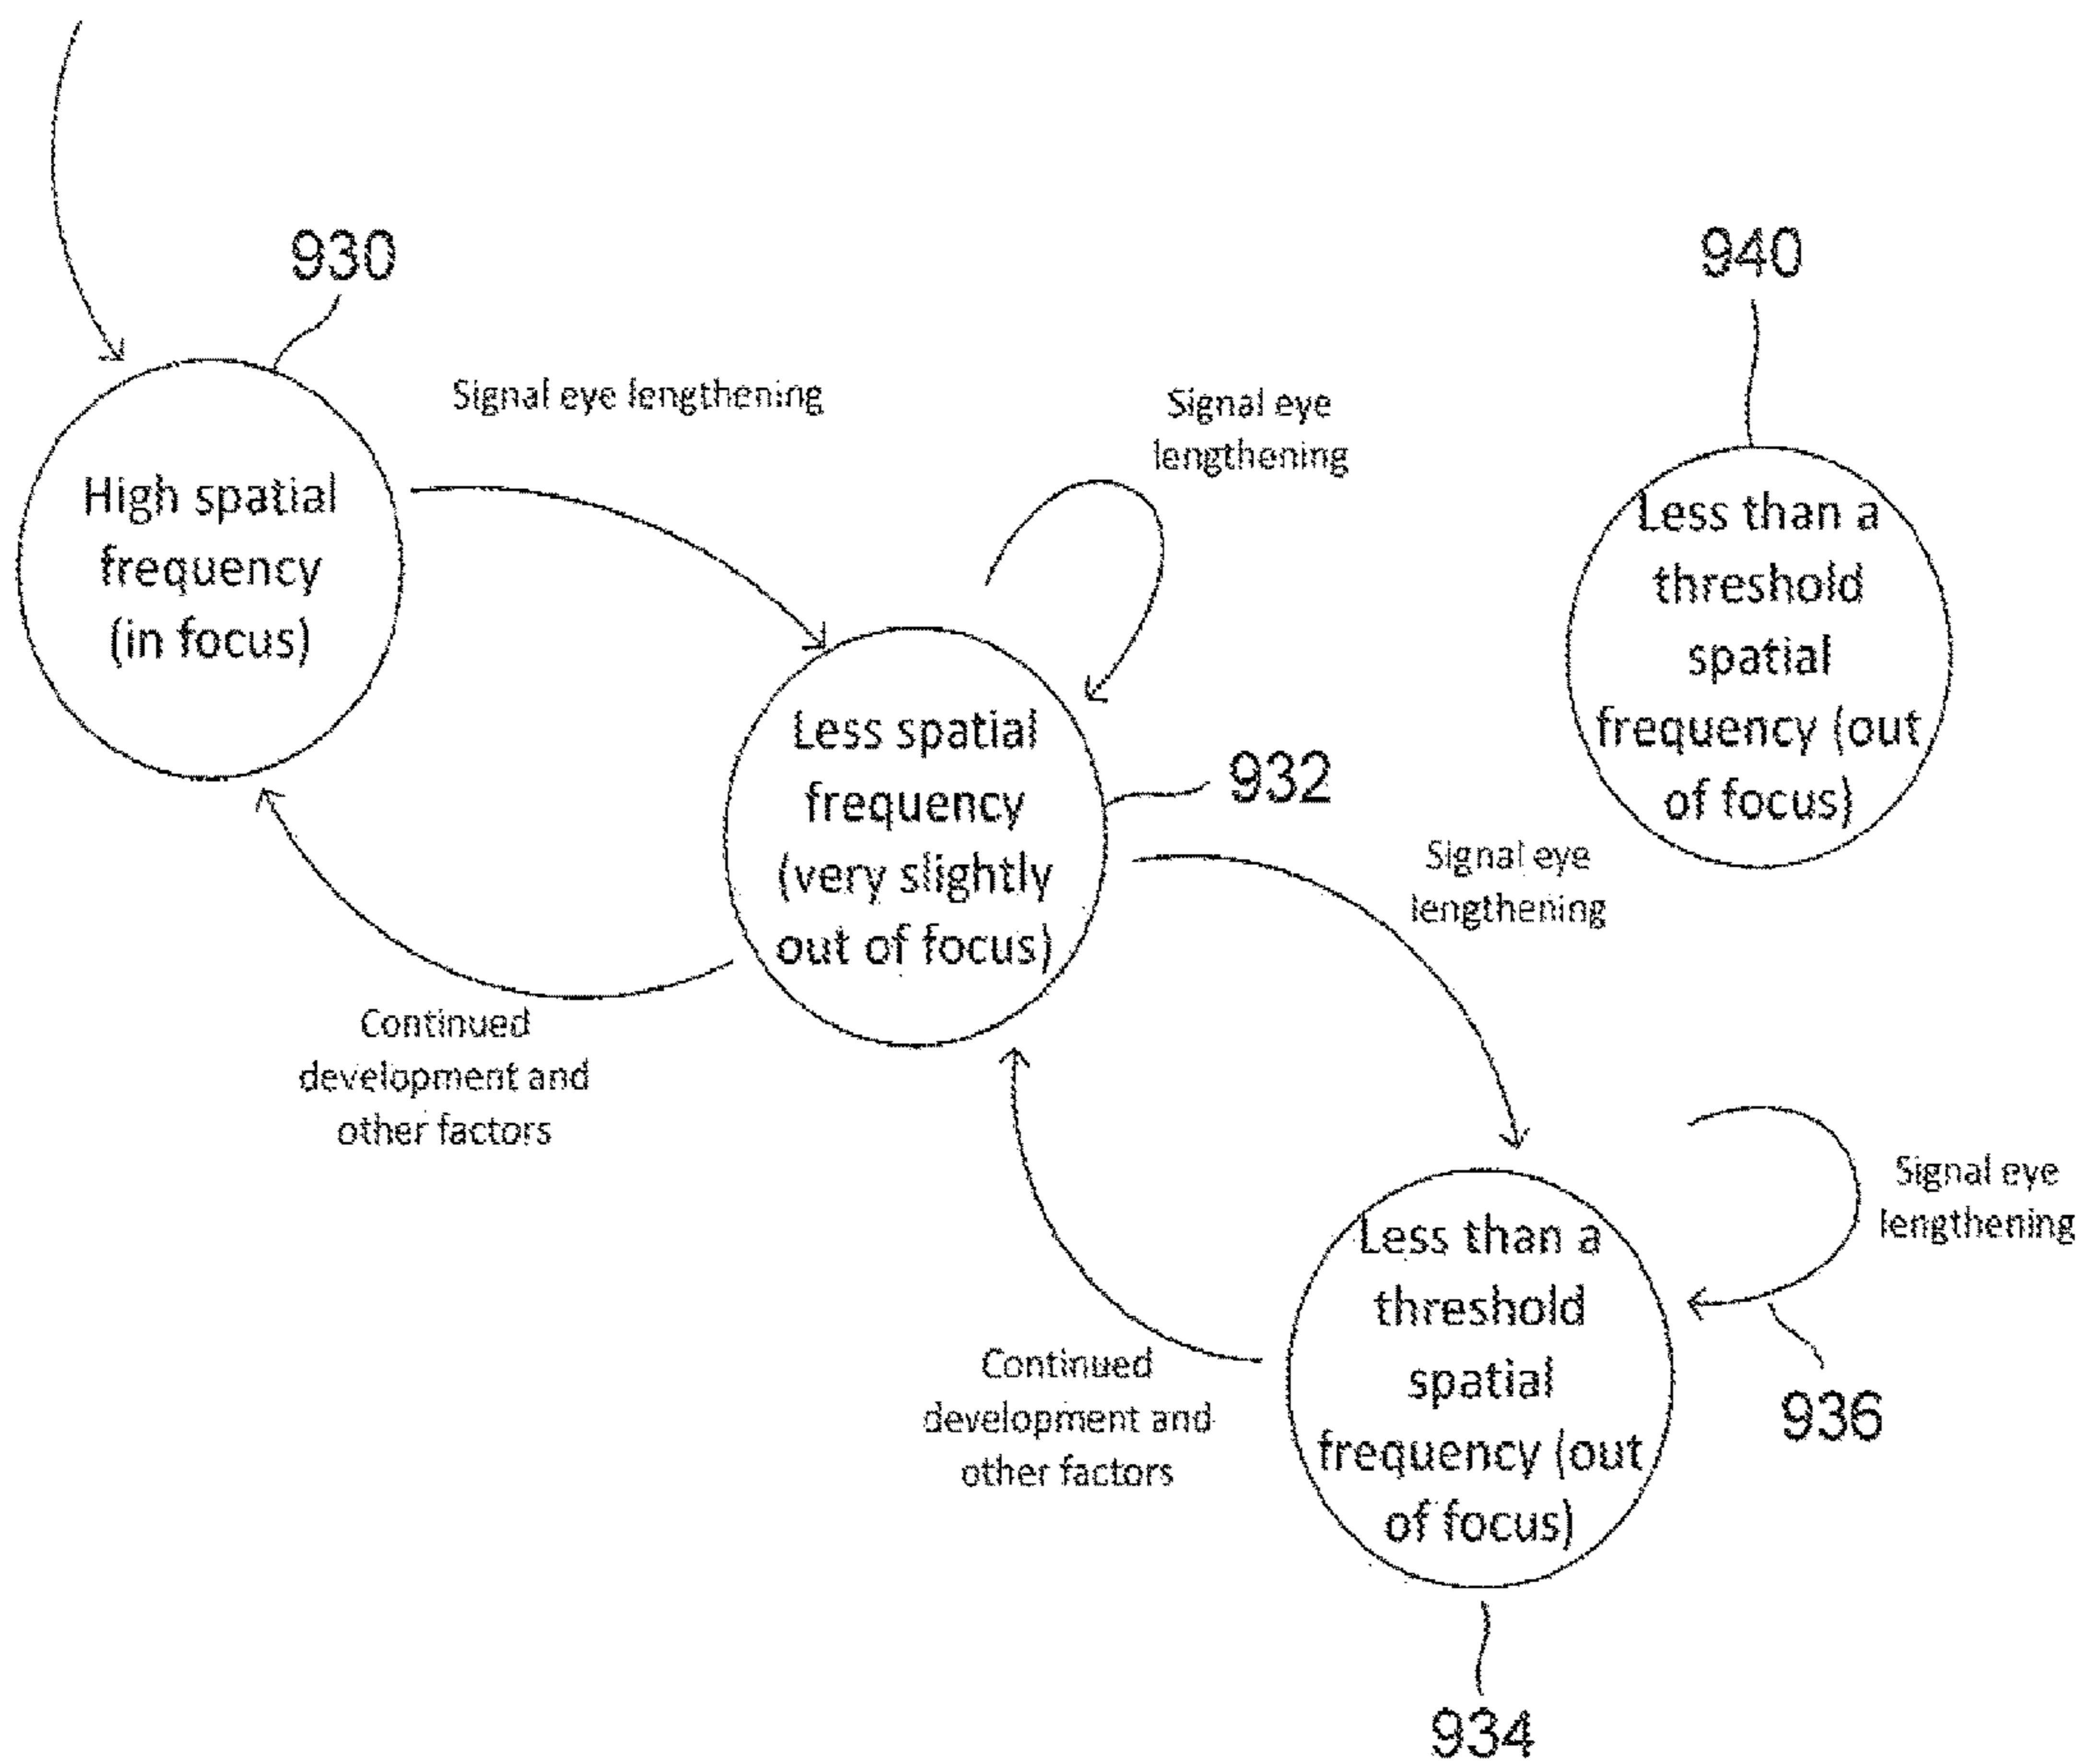 930
940
Signal eye lengthening
Signal eye
lengthening
High spatial
frequency
(in focus)
Less than a
threshold
spatial
frequency (out
of focus)
Less spatial
frequency
(very slightly
out of focus)
932
Signal eye
lengthening
Continued
development and
other factors
Signal eye
lengthening
Less than a
threshold
spatial
frequency (out
of focus)
936
Continued
development and
other factors
934